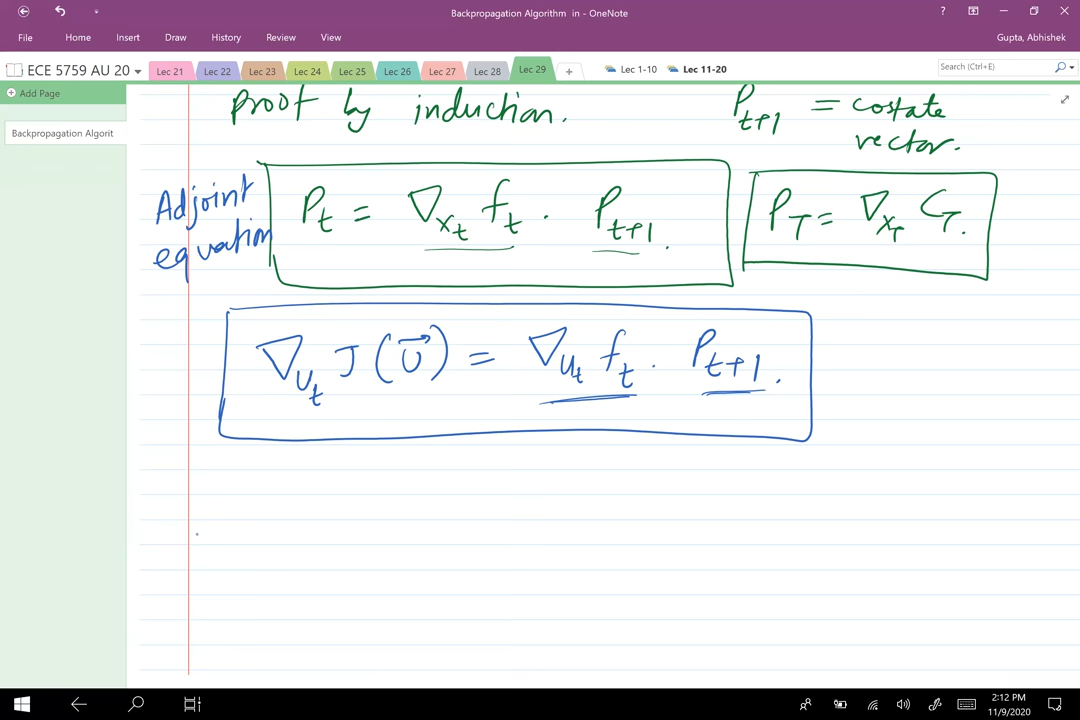 Backpropagation Algorithm in - OneNote
File Home Insert Draw History Review View
Gupta, Abhishek
ECE 5759 AU 20
Lec 21 Lec 22 Lec 23 Lec 24 Lec 25 Lec 26 Lec 27 Lec 28 Lec 29 + Lec 1-10 Lec 11-20
Search (Ctrl+E)
Add Page
Backpropagation Algorit
Proof by induction.
P_{t+1} = costate
vector.
Adjoint
equation
P_t = ∇_{x_t} f_t . P_{t+1}.
P_T = ∇_{x_T} C_T.
∇_{U_t} J(U⃗) = ∇_{U_t} f_t . P_{t+1}.
2:12 PM
11/9/2020